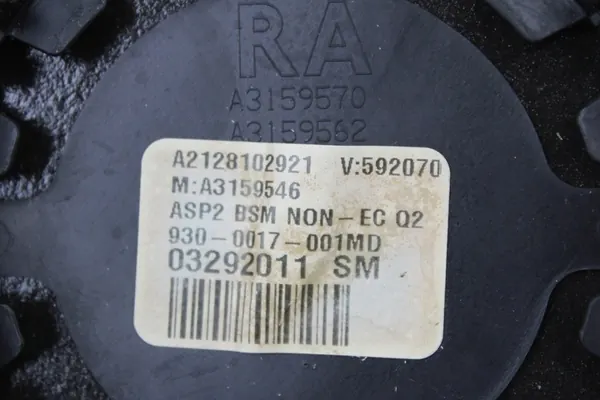 RA
A3159570
A3159562
A2128102921 V:592070
M:A3159546
ASP2 BSM NON-EC Q2
930-0017-001MD
03292011 SM